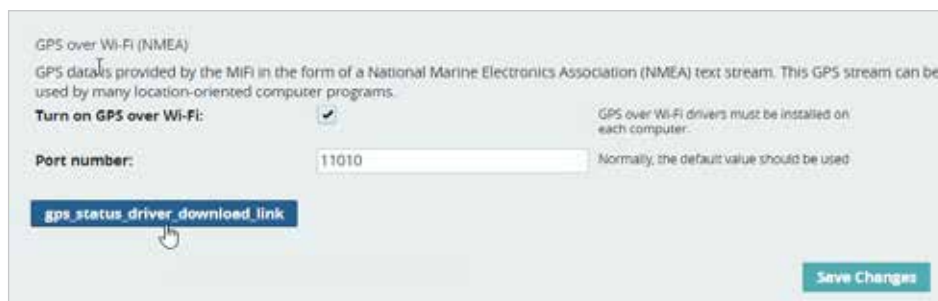 GPS over Wi-Fi (NMEA)
GPS data is provided by the MiFi in the form of a National Marine Electronics Association (NMEA) text stream. This GPS stream can be
used by many location-oriented computer programs.
Turn on GPS over Wi-Fi:
GPS over Wi-Fi drivers must be installed on
each computer.
Port number:
11010
Normally, the default value should be used
gps_status_driver_download_link
Save Changes